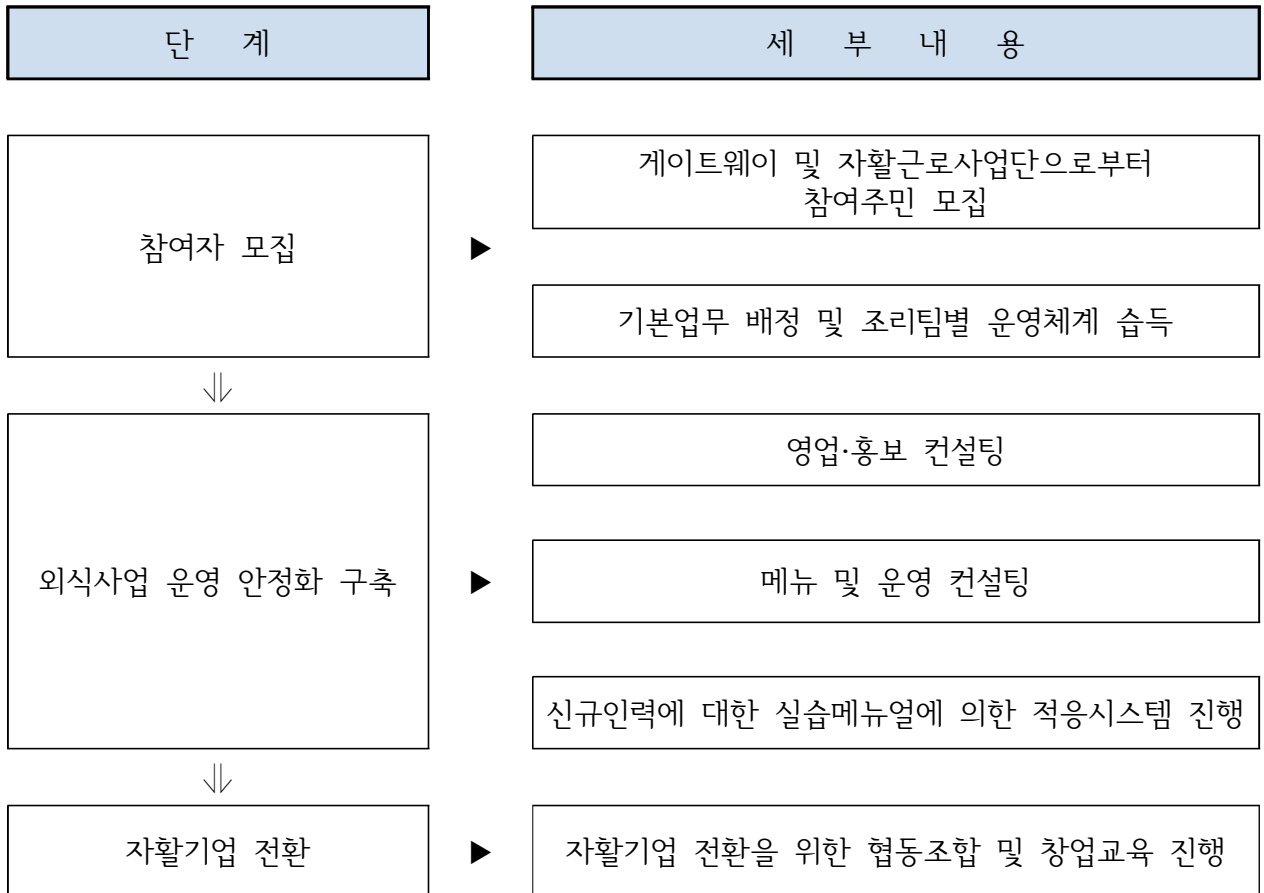 단 계
세 부 내 용
참여자 모집
▶
게이트웨이 및 자활근로사업단으로부터
참여주민 모집
기본업무 배정 및 조리팀별 운영체계 습득
⇓
외식사업 운영 안정화 구축
▶
영업·홍보 컨설팅
메뉴 및 운영 컨설팅
신규인력에 대한 실습메뉴얼에 의한 적응시스템 진행
⇓
자활기업 전환
▶
자활기업 전환을 위한 협동조합 및 창업교육 진행